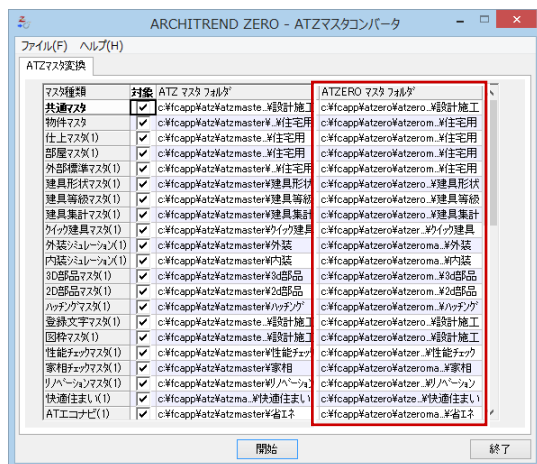 ARCHITREND ZERO - ATZマスタコンバータ
ファイル(F) ヘルプ(H)
ATZマスタ変換
マスタ種類 対象 ATZ マスタ フォルダ ATZERO マスタ フォルダ
共通マスタ c:¥fcapp¥atz¥atzmaste..¥設計施工 c:¥fcapp¥atzero¥atzero..¥設計施工
物件マスタ c:¥fcapp¥atz¥atzmaster¥..¥住宅用 c:¥fcapp¥atzero¥atzerom..¥住宅用
仕上マスタ(1) c:¥fcapp¥atz¥atzmaste..¥住宅用 c:¥fcapp¥atzero¥atzerom..¥住宅用
部屋マスタ(1) c:¥fcapp¥atz¥atzmaste..¥住宅用 c:¥fcapp¥atzero¥atzerom..¥住宅用
外部標準マスタ(1) c:¥fcapp¥atz¥atzmaster¥..¥住宅用 c:¥fcapp¥atzero¥atzerom..¥住宅用
建具形状マスタ(1) c:¥fcapp¥atz¥atzmaster¥建具形状 c:¥fcapp¥atzero¥atzero..¥建具形状
建具等級マスタ(1) c:¥fcapp¥atz¥atzmaster¥建具等級 c:¥fcapp¥atzero¥atzero..¥建具等級
建具集計マスタ(1) c:¥fcapp¥atz¥atzmaster¥建具集計 c:¥fcapp¥atzero¥atzero..¥建具集計
クイック建具マスタ(1) c:¥fcapp¥atz¥atzmaster¥クイック建具 c:¥fcapp¥atzero¥atzer..¥クイック建具
外装シミュレーション(1) c:¥fcapp¥atz¥atzmaster¥外装 c:¥fcapp¥atzero¥atzeroma..¥外装
内装シミュレーション(1) c:¥fcapp¥atz¥atzmaster¥内装 c:¥fcapp¥atzero¥atzeroma..¥内装
3D部品マスタ(1) c:¥fcapp¥atz¥atzmaster¥3d部品 c:¥fcapp¥atzero¥atzerom..¥3d部品
2D部品マスタ(1) c:¥fcapp¥atz¥atzmaster¥2d部品 c:¥fcapp¥atzero¥atzerom..¥2d部品
ハッチングマスタ(1) c:¥fcapp¥atz¥atzmaster¥ハッチング c:¥fcapp¥atzero¥atzerom..¥ハッチング
登録文字マスタ(1) c:¥fcapp¥atz¥atzmaste..¥設計施工 c:¥fcapp¥atzero¥atzero..¥設計施工
図枠マスタ(1) c:¥fcapp¥atz¥atzmaste..¥設計施工 c:¥fcapp¥atzero¥atzero..¥設計施工
性能チェックマスタ(1) c:¥fcapp¥atz¥atzmaster¥性能チェック c:¥fcapp¥atzero¥atzer..¥性能チェック
家相チェックマスタ(1) c:¥fcapp¥atz¥atzmaster¥家相 c:¥fcapp¥atzero¥atzeroma..¥家相
リノベーションマスタ(1) c:¥fcapp¥atz¥atzmaster¥リノベーション c:¥fcapp¥atzero¥atzer..¥リノベーション
快適住まい(1) c:¥fcapp¥atz¥atzma..¥快適住まい c:¥fcapp¥atzero¥atze..¥快適住まい
ATエコナビ(1) c:¥fcapp¥atz¥atzmaster¥省エネ c:¥fcapp¥atzero¥atzeroma..¥省エネ
開始 終了